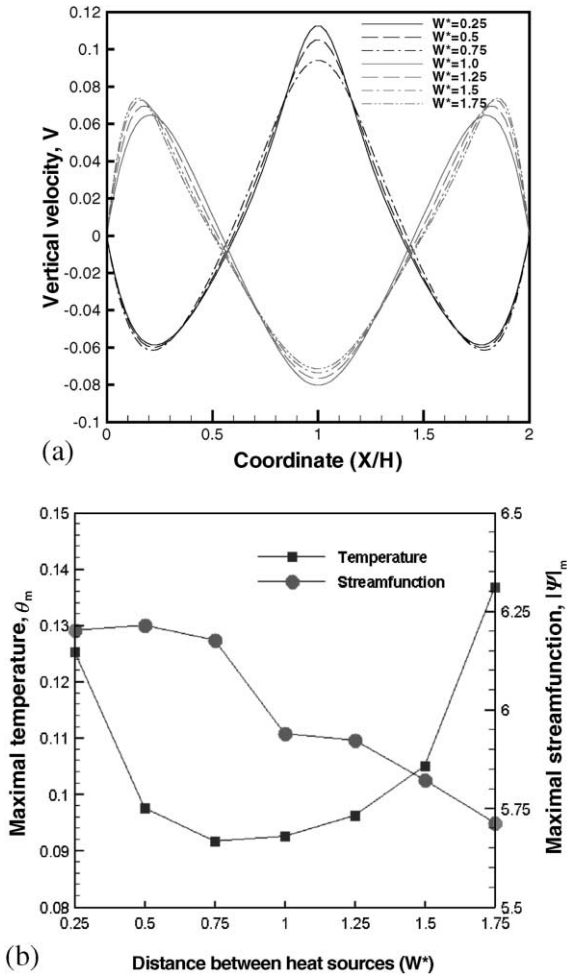 0.12
0.1
0.08
0.06
0.04
0.02
0
-0.02
-0.04
-0.06
-0.08
-0.1
Vertical velocity, V
W*=0.25
W*=0.5
W*=0.75
W*=1.0
W*=1.25
W*=1.5
W*=1.75
0 0.5 1 1.5 2
Coordinate (X/H)
(a)
0.15
0.14
0.13
0.12
0.11
0.1
0.09
0.08
Maximal temperature, θm
Temperature
Streamfunction
6.5
6.25
6
5.75
5.5
Maximal streamfunction, |Ψ|m
0.25 0.5 0.75 1 1.25 1.5 1.75
Distance between heat sources (W*)
(b)